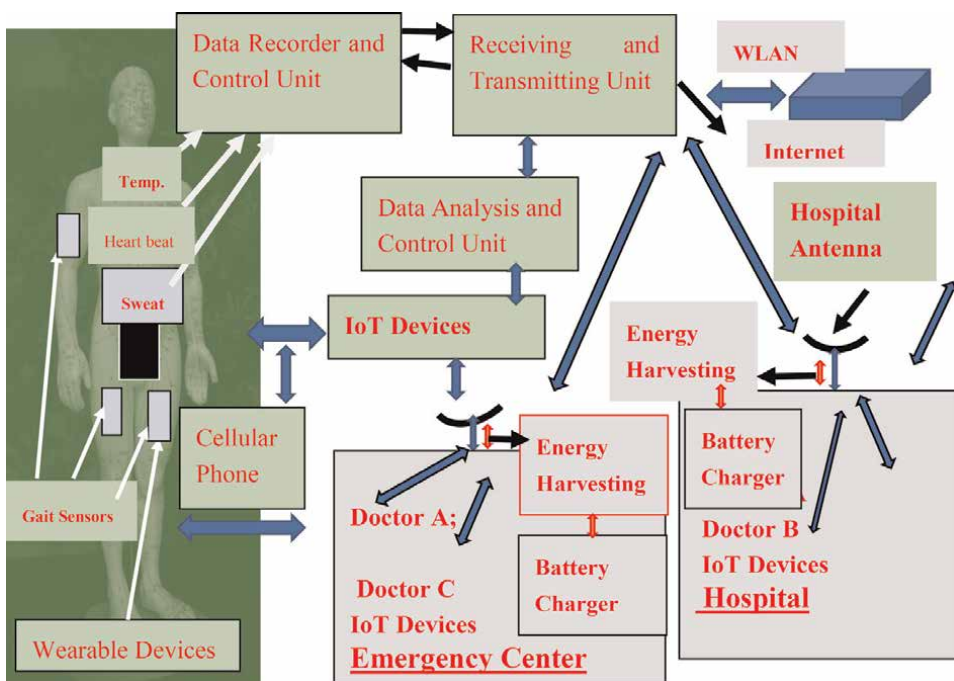 Data Recorder and
Control Unit
Receiving and
Transmitting Unit
WLAN
Internet
Temp.
Heart beat
Sweat
Data Analysis and
Control Unit
Hospital
Antenna
IoT Devices
Energy
Harvesting
Cellular
Phone
Gait Sensors
Wearable Devices
Energy
Harvesting
Battery
Charger
Doctor A;
Doctor C
IoT Devices
Emergency Center
Battery
Charger
Doctor B
IoT Devices
Hospital